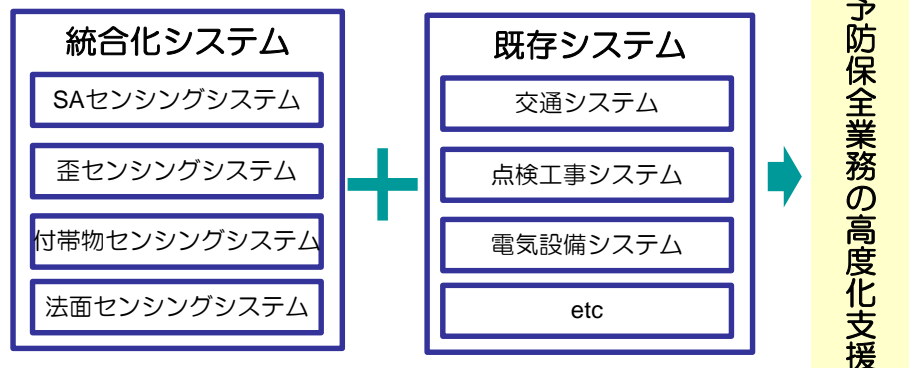 統合化システム
SAセンシングシステム
歪センシングシステム
付帯物センシングシステム
法面センシングシステム
既存システム
交通システム
点検工事システム
電気設備システム
etc
予防保全業務の高度化支援